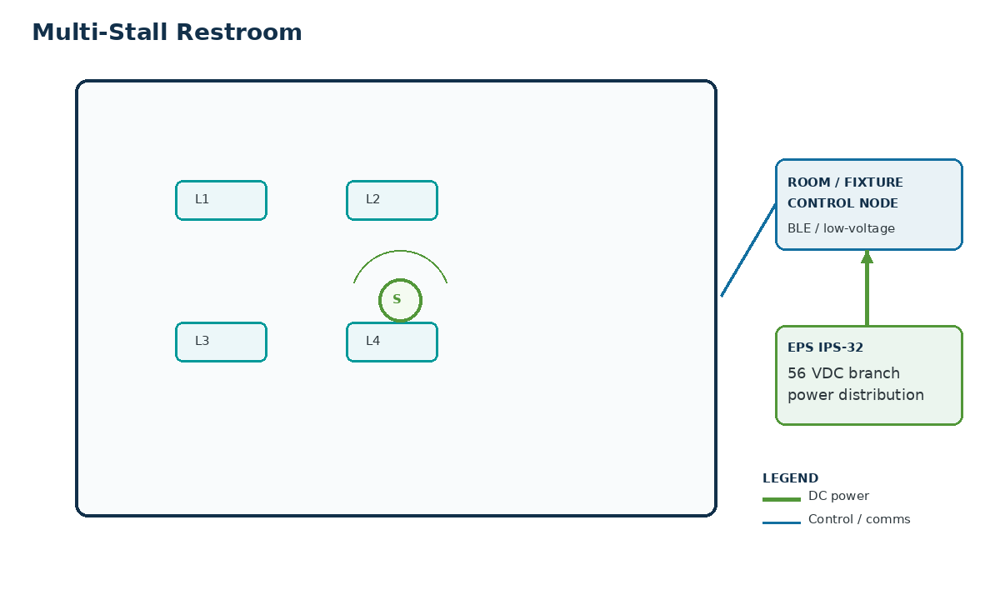 Multi-Stall Restroom
L1
L2
S
L3
L4
ROOM / FIXTURE
CONTROL NODE
BLE / low-voltage
EPS IPS-32
56 VDC branch
power distribution
LEGEND
DC power
Control / comms